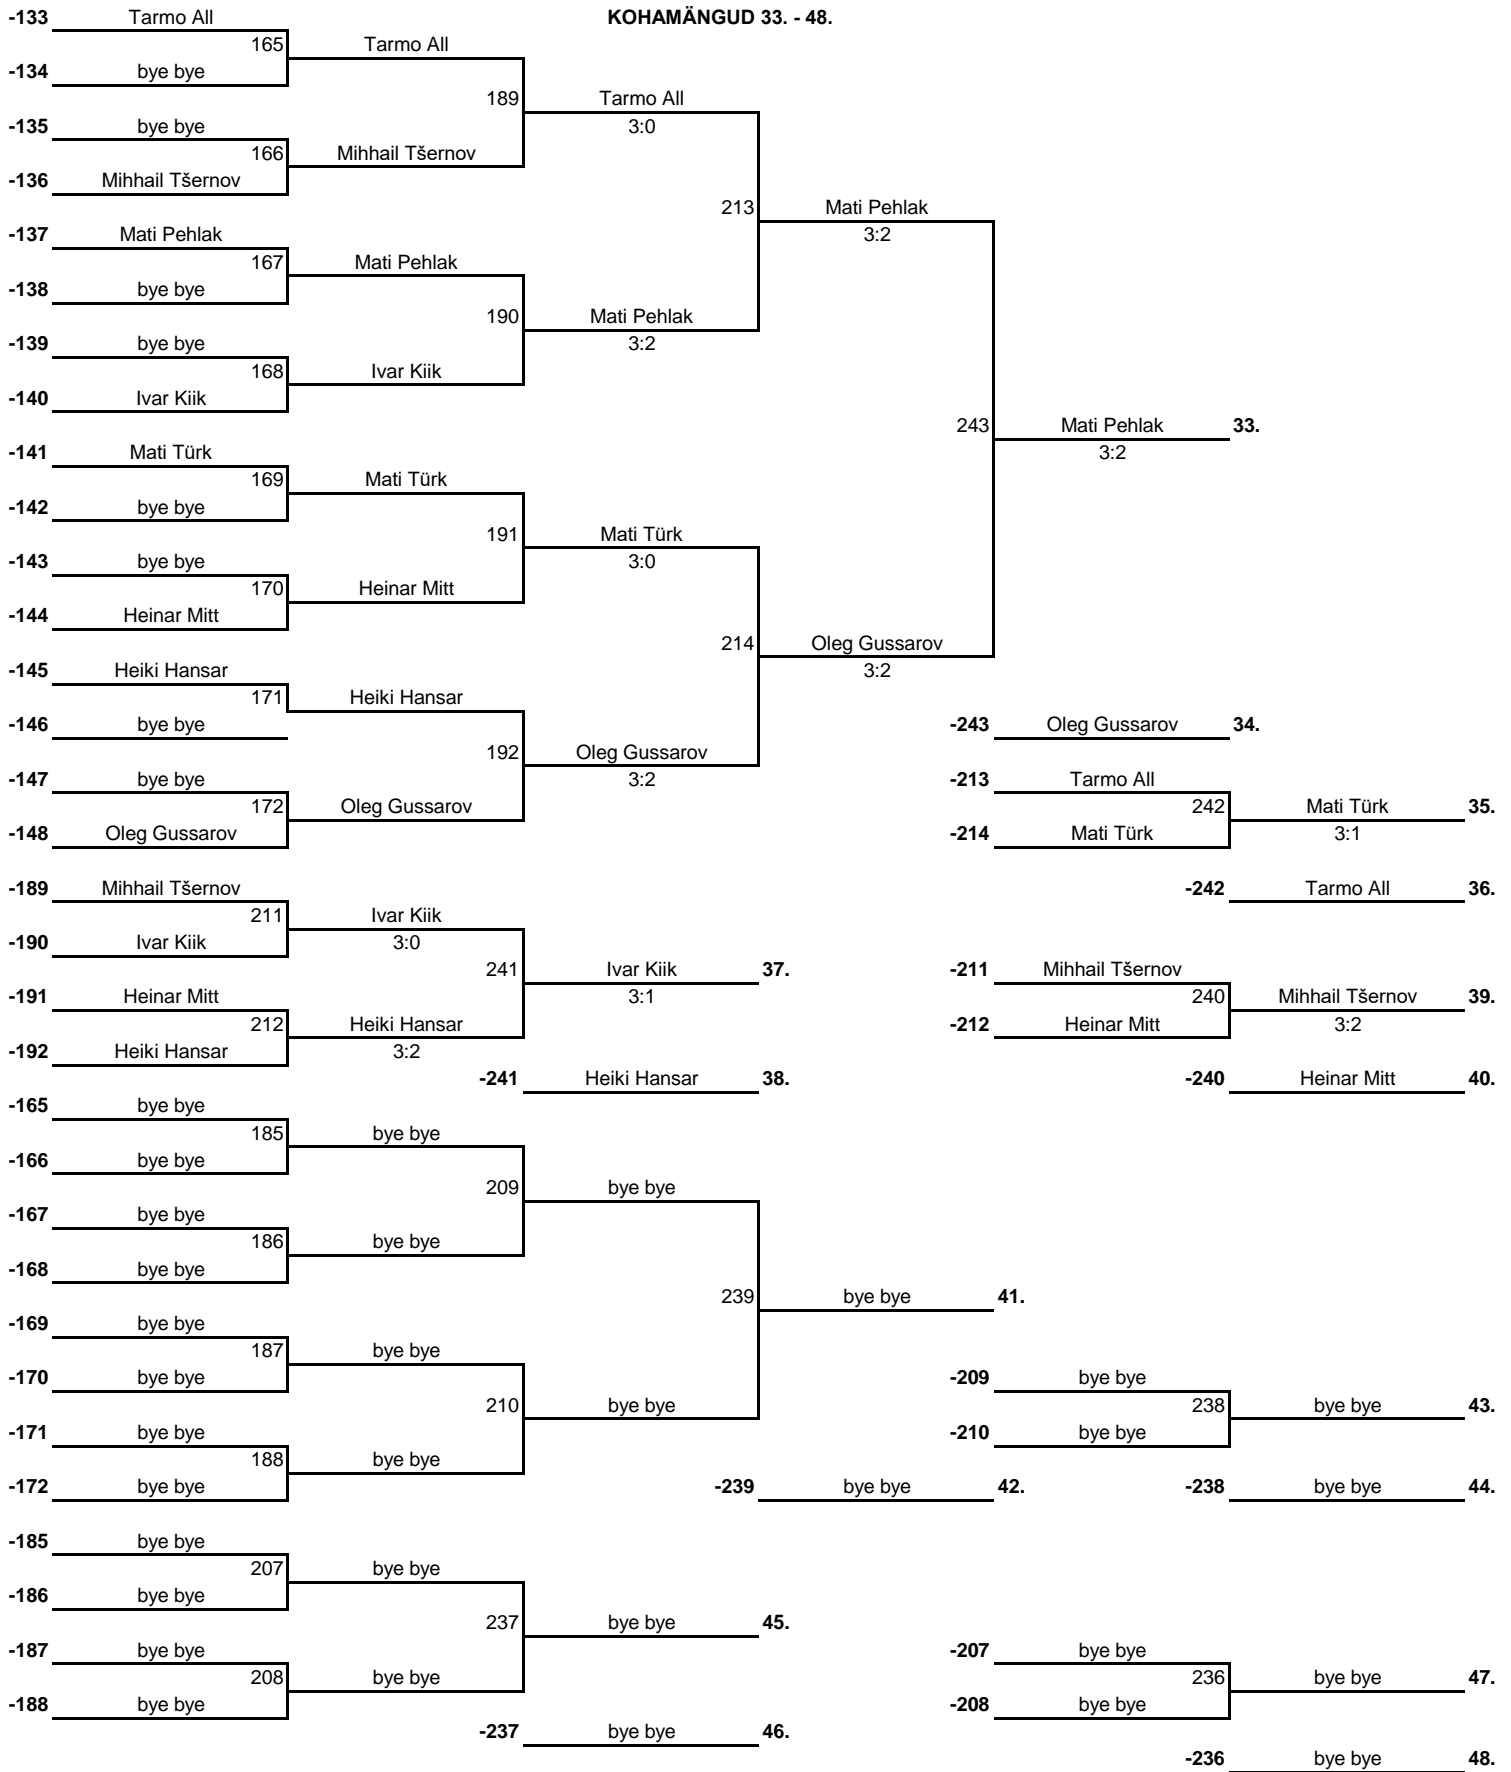 KOHAMÄNGUD 33. - 48.
-133 Tarmo All
165 Tarmo All
-134 bye bye
189 Tarmo All
-135 bye bye 3:0
166 Mihhail Tšernov
-136 Mihhail Tšernov
213 Mati Pehlak
-137 Mati Pehlak 3:2
167 Mati Pehlak
-138 bye bye
190 Mati Pehlak
-139 bye bye 3:2
168 Ivar Kiik
-140 Ivar Kiik
243 Mati Pehlak 33.
-141 Mati Türk 3:2
169 Mati Türk
-142 bye bye
191 Mati Türk
-143 bye bye 3:0
170 Heinar Mitt
-144 Heinar Mitt
214 Oleg Gussarov
-145 Heiki Hansar 3:2
171 Heiki Hansar
-146 bye bye -243 Oleg Gussarov 34.
192 Oleg Gussarov
-147 bye bye 3:2 -213 Tarmo All
172 Oleg Gussarov 242 Mati Türk 35.
-148 Oleg Gussarov -214 Mati Türk 3:1
-189 Mihhail Tšernov -242 Tarmo All 36.
211 Ivar Kiik
-190 Ivar Kiik 3:0
241 Ivar Kiik 37. -211 Mihhail Tšernov
-191 Heinar Mitt 3:1 240 Mihhail Tšernov 39.
212 Heiki Hansar -212 Heinar Mitt 3:2
-192 Heiki Hansar 3:2
-241 Heiki Hansar 38. -240 Heinar Mitt 40.
-165 bye bye
185 bye bye
-166 bye bye
209 bye bye
-167 bye bye
186 bye bye
-168 bye bye
239 bye bye 41.
-169 bye bye
187 bye bye
-170 bye bye -209 bye bye
210 bye bye 238 bye bye 43.
-171 bye bye -210 bye bye
188 bye bye
-172 bye bye -239 bye bye 42. -238 bye bye 44.
-185 bye bye
207 bye bye
-186 bye bye
237 bye bye 45.
-187 bye bye -207 bye bye
208 bye bye 236 bye bye 47.
-188 bye bye -208 bye bye
-237 bye bye 46.
-236 bye bye 48.